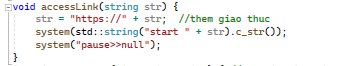 void accessLink(string str) {
str = "https://" + str;  //them giao thuc
system(std::string("start " + str).c_str());
system("pause>>null");
}